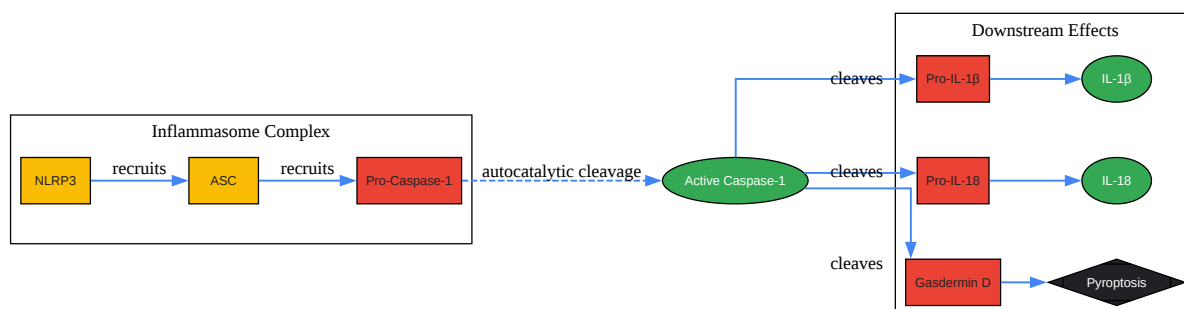 Downstream Effects
cleaves
Pro-IL-1β
IL-1β
Inflammasome Complex
NLRP3
recruits
ASC
recruits
Pro-Caspase-1
autocatalytic cleavage
Active Caspase-1
cleaves
Pro-IL-18
IL-18
cleaves
Gasdermin D
Pyroptosis